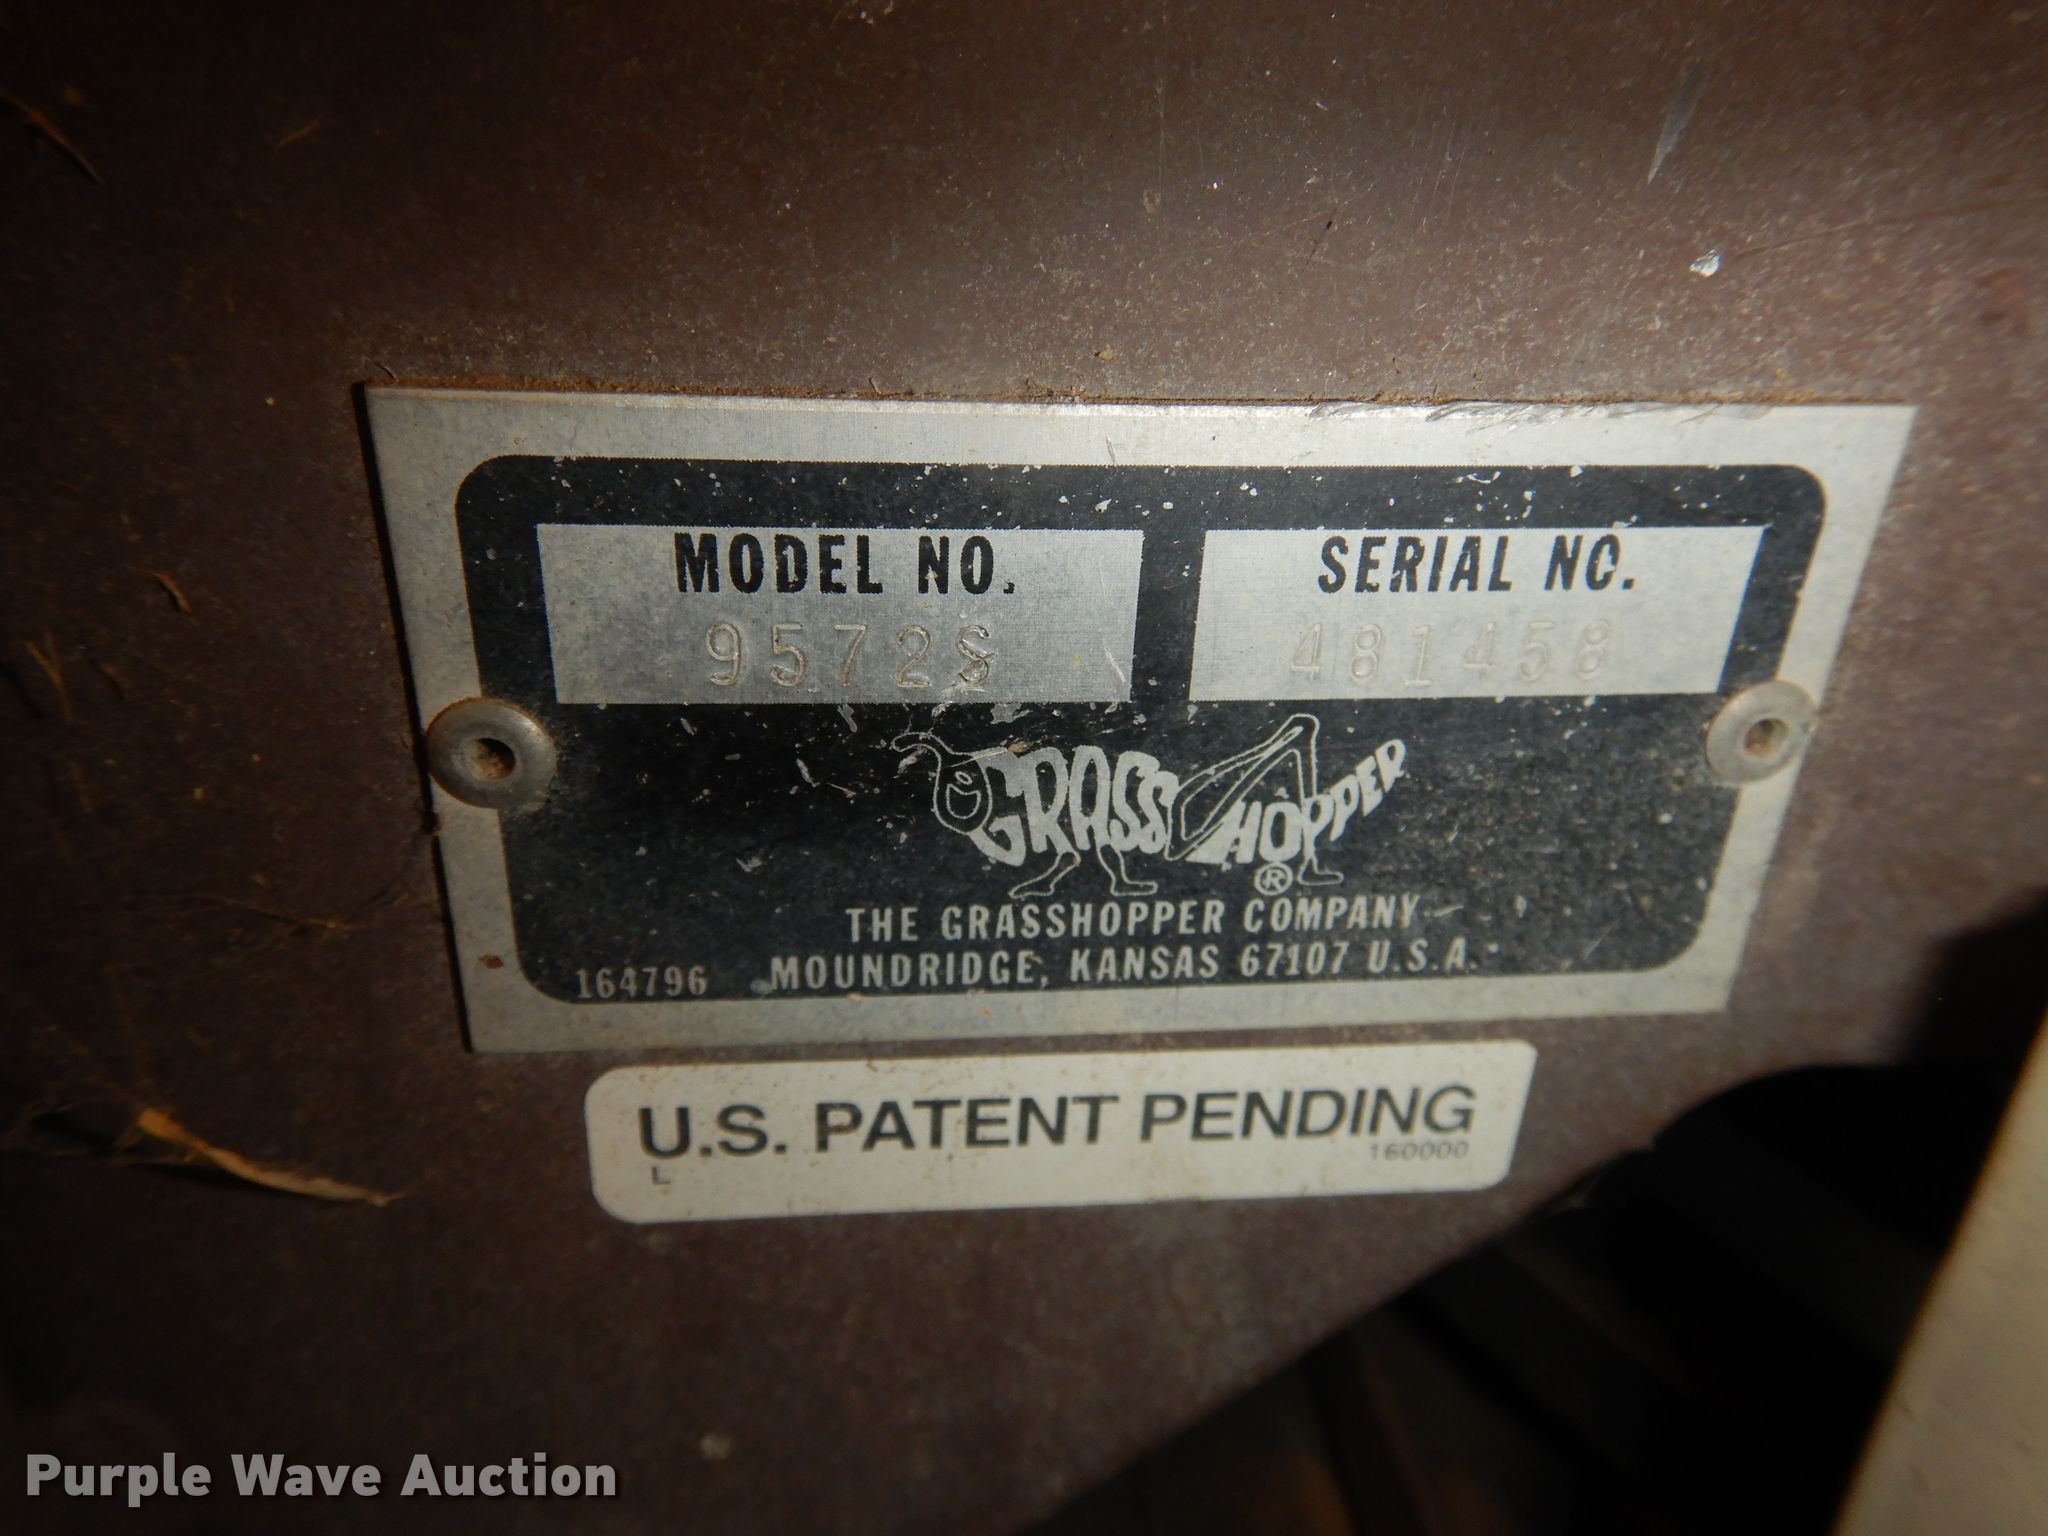 MODEL NO.
9572S
SERIAL NO.
481458
GRASSHOPPER
®
THE GRASSHOPPER COMPANY
MOUNDRIDGE, KANSAS 67107 U.S.A.
164796
U.S. PATENT PENDING
L
160000
Purple Wave Auction